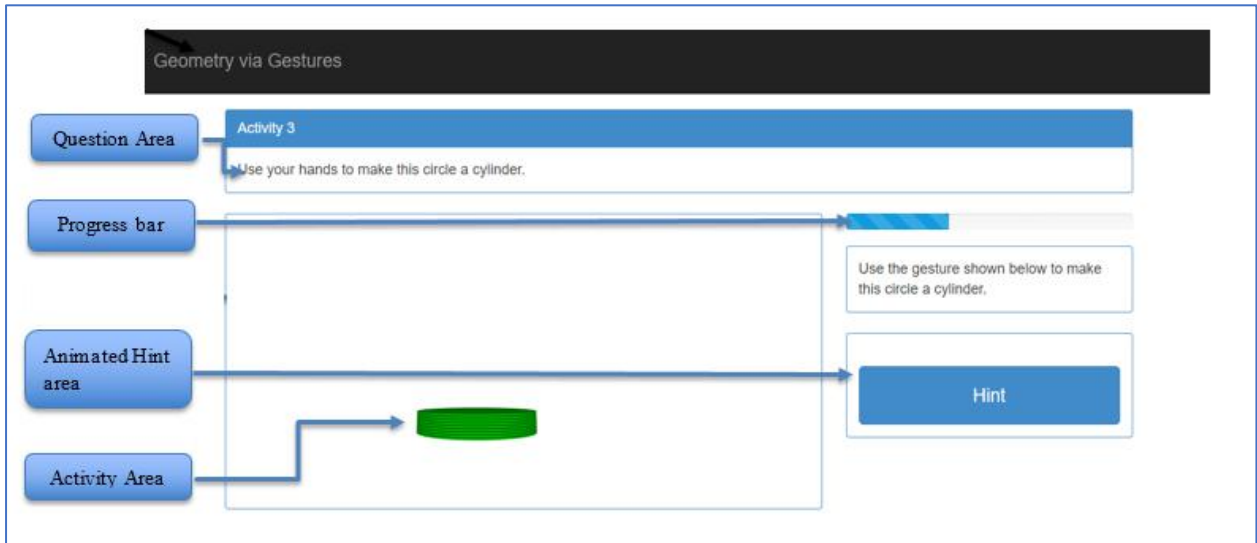 Geometry via Gestures
Question Area
Activity 3
Use your hands to make this circle a cylinder.
Progress bar
Use the gesture shown below to make
this circle a cylinder.
Animated Hint
area
Hint
Activity Area